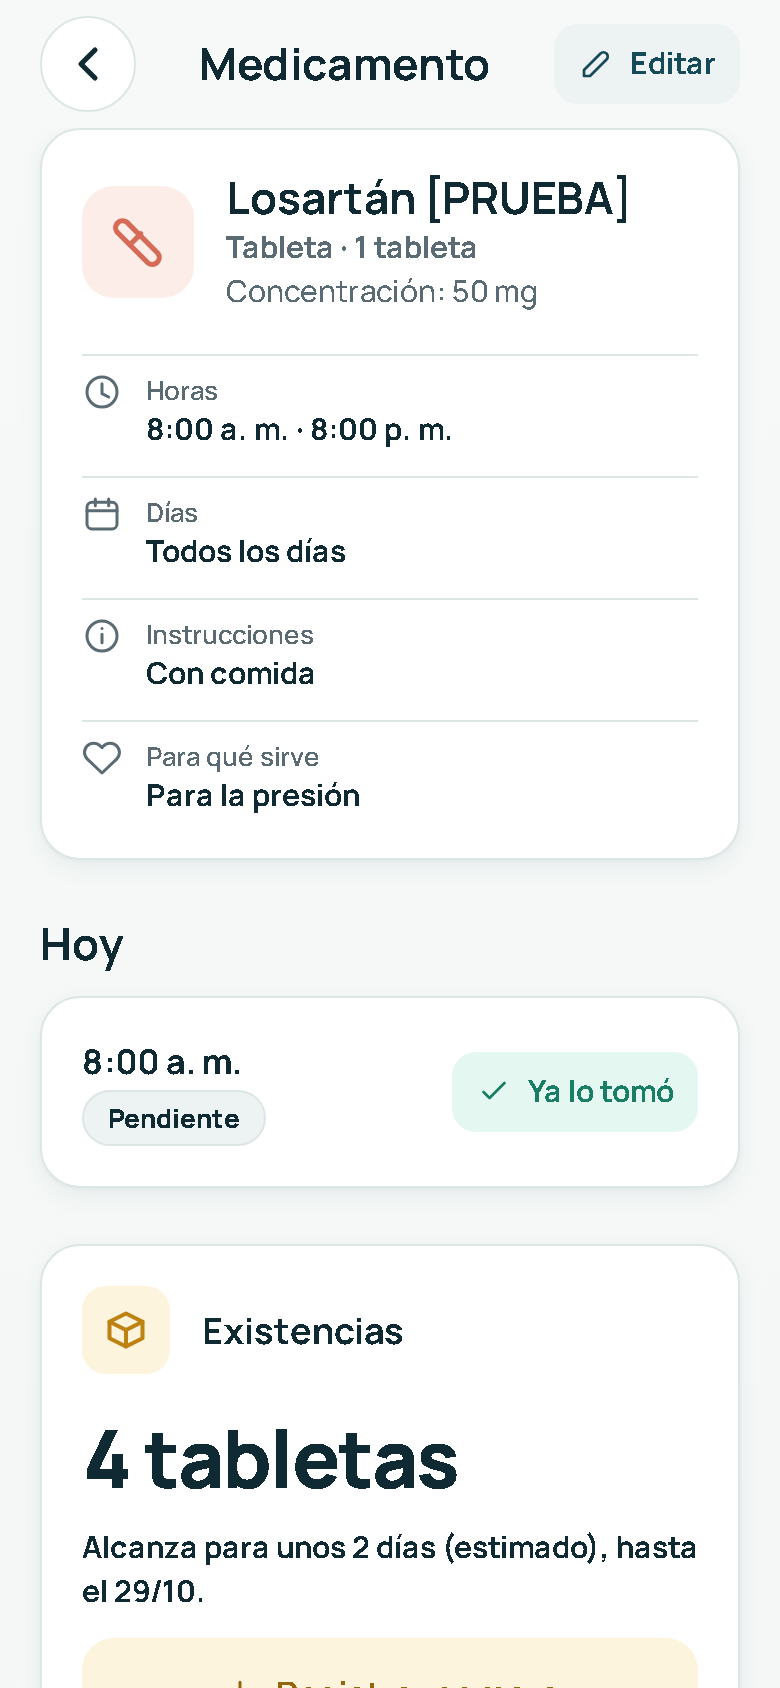 Medicamento
Editar
Losartán [PRUEBA]
Tableta · 1 tableta
Concentración: 50 mg
Horas
8:00 a. m. · 8:00 p. m.
Días
Todos los días
Instrucciones
Con comida
Para qué sirve
Para la presión
Hoy
8:00 a. m.
Pendiente
Ya lo tomó
Existencias
4 tabletas
Alcanza para unos 2 días (estimado), hasta
el 29/10.